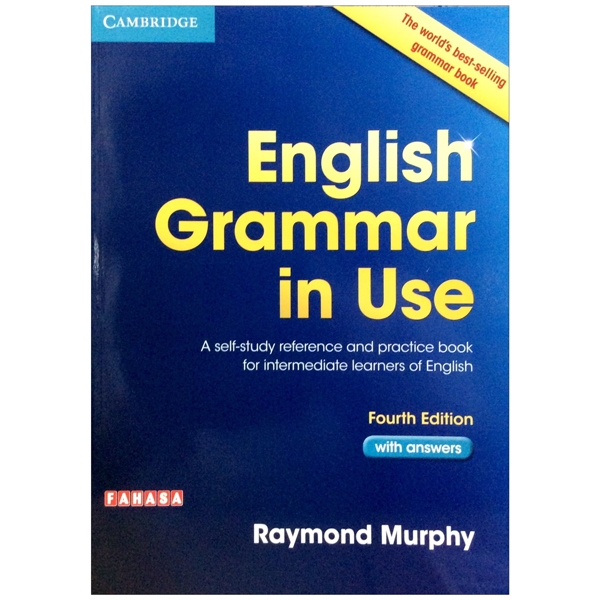 CAMBRIDGE
The world's best-selling
grammar book
English
Grammar
in Use
A self-study reference and practice book
for intermediate learners of English
Fourth Edition
with answers
FAHASA
Raymond Murphy